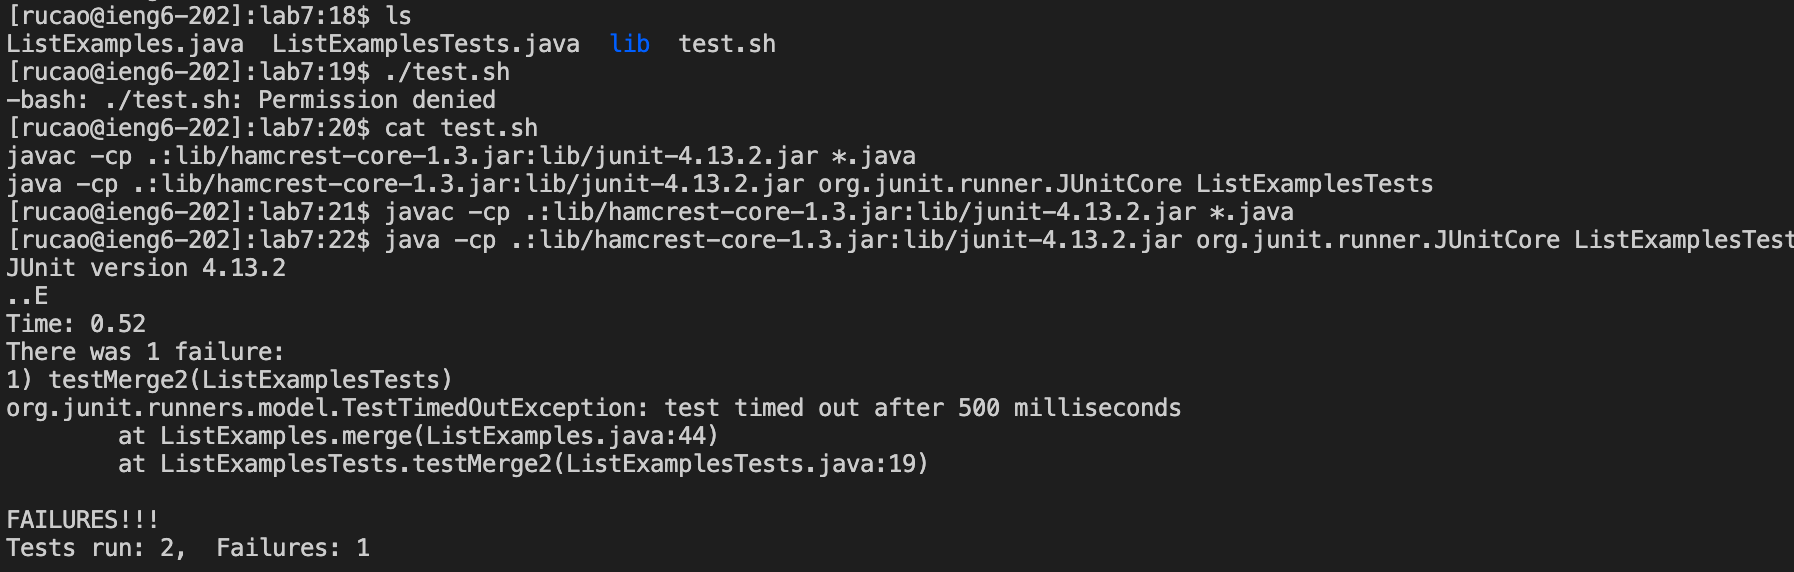 [rucao@ieng6-202]:lab7:18$ ls
ListExamples.java  ListExamplesTests.java  lib  test.sh
[rucao@ieng6-202]:lab7:19$ ./test.sh
-bash: ./test.sh: Permission denied
[rucao@ieng6-202]:lab7:20$ cat test.sh
javac -cp .:lib/hamcrest-core-1.3.jar:lib/junit-4.13.2.jar *.java
java -cp .:lib/hamcrest-core-1.3.jar:lib/junit-4.13.2.jar org.junit.runner.JUnitCore ListExamplesTests
[rucao@ieng6-202]:lab7:21$ javac -cp .:lib/hamcrest-core-1.3.jar:lib/junit-4.13.2.jar *.java
[rucao@ieng6-202]:lab7:22$ java -cp .:lib/hamcrest-core-1.3.jar:lib/junit-4.13.2.jar org.junit.runner.JUnitCore ListExamplesTest
JUnit version 4.13.2
..E
Time: 0.52
There was 1 failure:
1) testMerge2(ListExamplesTests)
org.junit.runners.model.TestTimedOutException: test timed out after 500 milliseconds
        at ListExamples.merge(ListExamples.java:44)
        at ListExamplesTests.testMerge2(ListExamplesTests.java:19)

FAILURES!!!
Tests run: 2,  Failures: 1